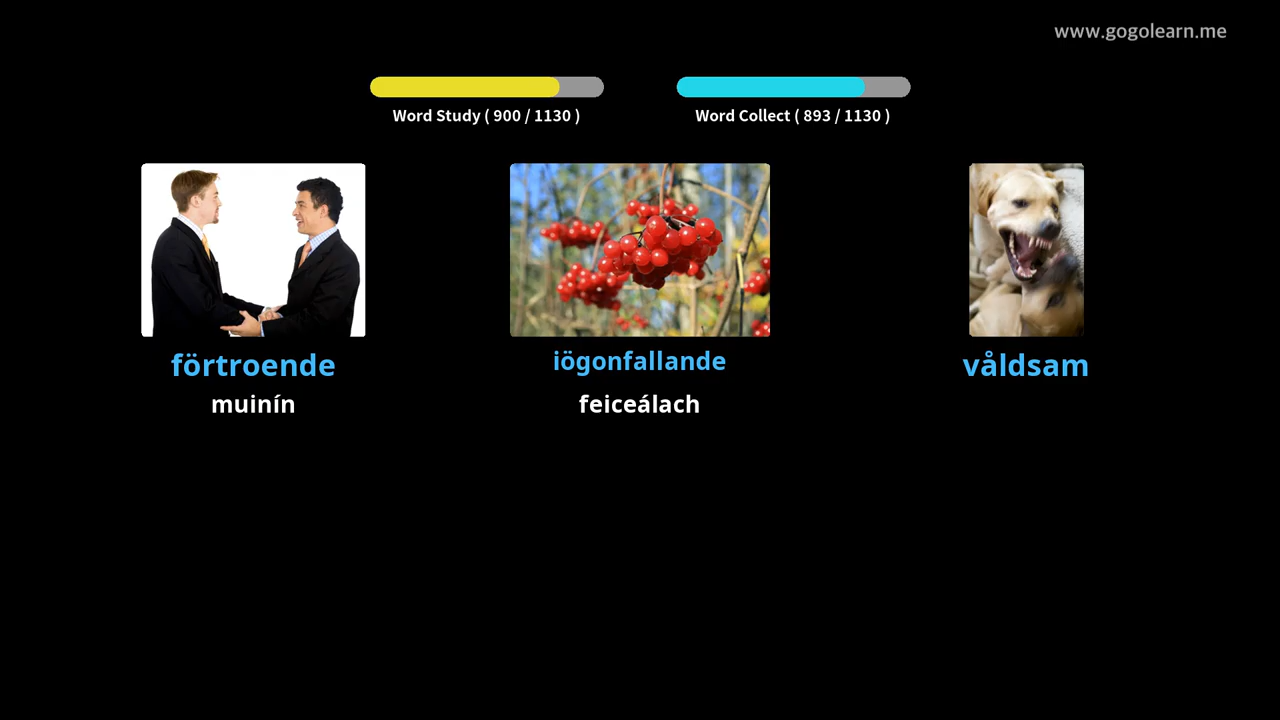 www.gogolearn.me
Word Study ( 900 / 1130 )
Word Collect ( 893 / 1130 )
förtroende
iögonfallande
våldsam
muinín
feiceálach